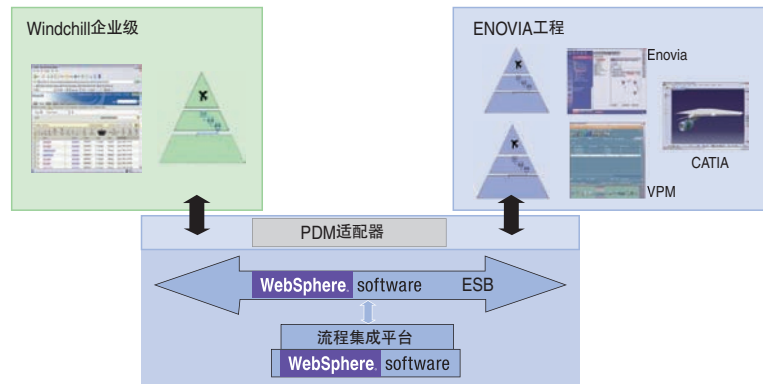 Windchill企业级
ENOVIA工程
Enovia
CATIA
VPM
PDM适配器
WebSphere. software ESB
流程集成平台
WebSphere. software